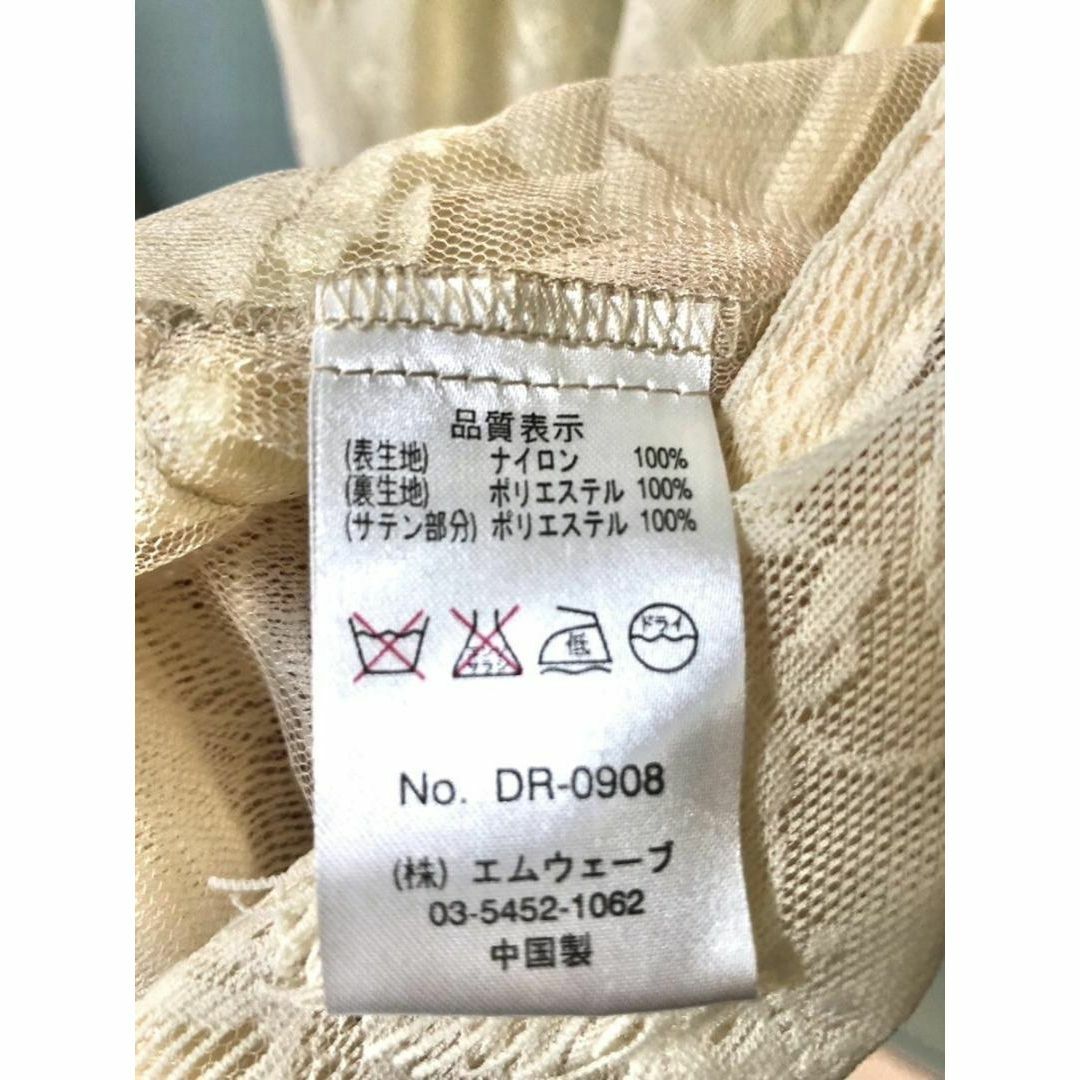 品質表示
(表生地) ナイロン 100%
(裏生地) ポリエステル 100%
(サテン部分) ポリエステル 100%
低 ドライ
No. DR-0908
(株) エムウェーブ
03-5452-1062
中国製